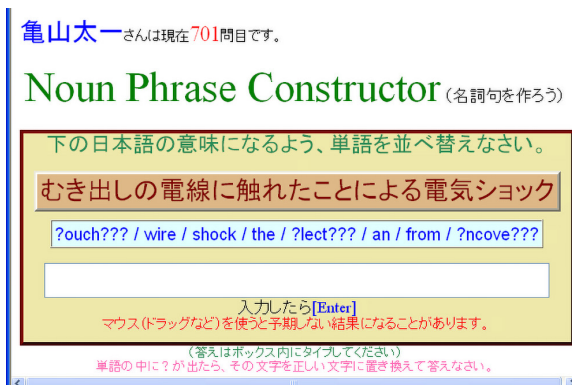 亀山太一さんは現在701問目です。
Noun Phrase Constructor (名詞句を作ろう)
下の日本語の意味になるよう、単語を並べ替えなさい。
むき出しの電線に触れたことによる電気ショック
?ouch??? / wire / shock / the / ?lect??? / an / from / ?ncove???
入力したら[Enter]
マウス(ドラッグなど)を使うと予期しない結果になることがあります。
(答えはボックス内にタイプしてください)
単語の中に?が出たら、その文字を正しい文字に置き換えて答えなさい。